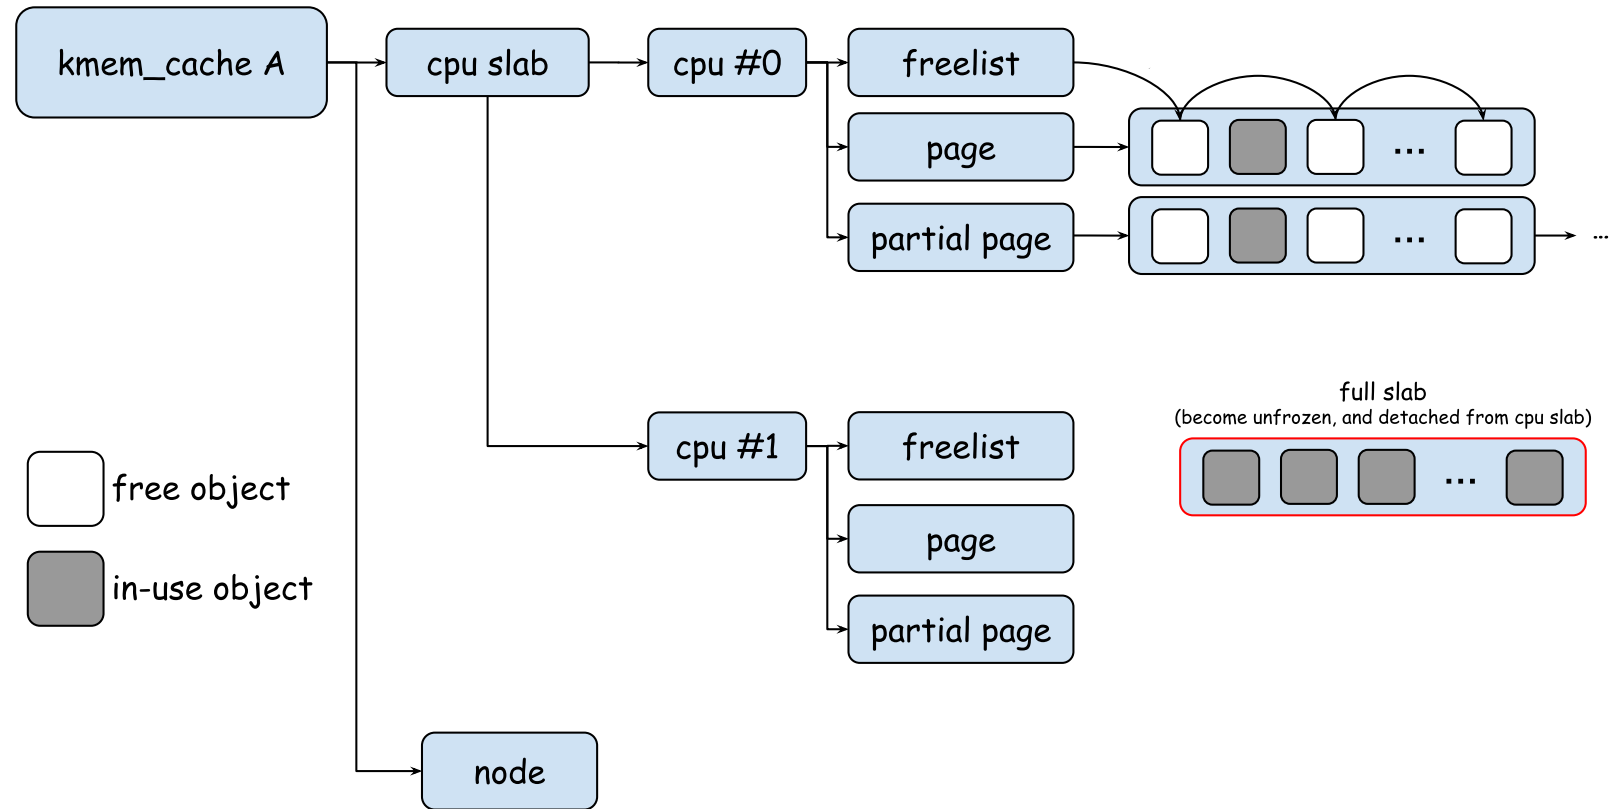 kmem_cache A
cpu slab
cpu #0
freelist
page
...
partial page
...
...
full slab
(become unfrozen, and detached from cpu slab)
cpu #1
freelist
...
free object
page
in-use object
partial page
node